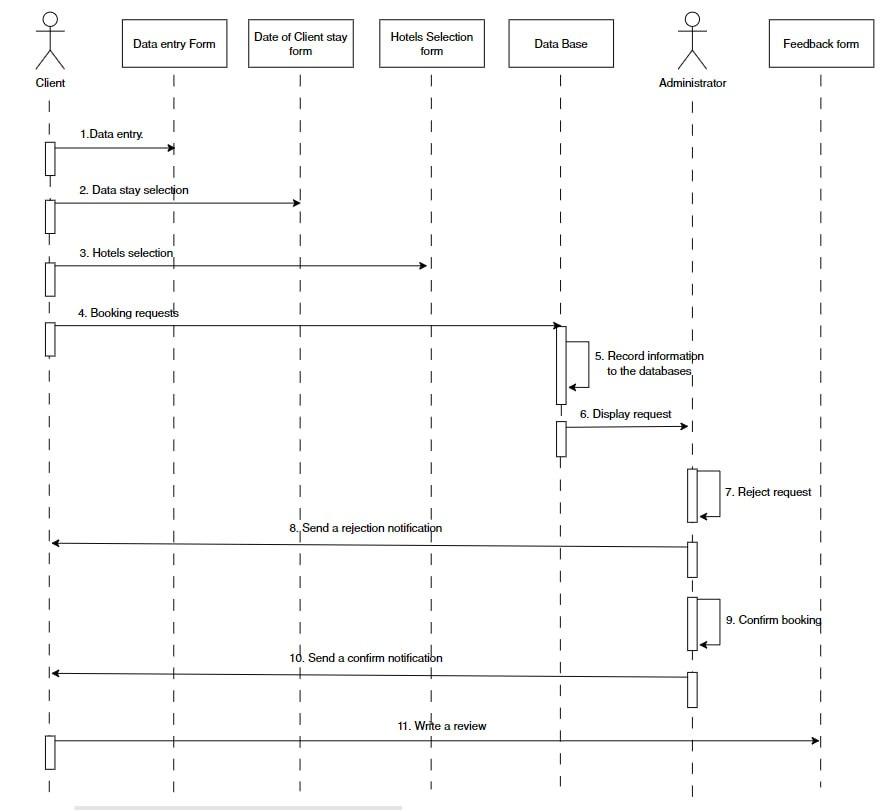 Client
Data entry Form
Date of Client stay
form
Hotels Selection
form
Data Base
Administrator
Feedback form
1.Data entry.
2. Data stay selection
3. Hotels selection
4. Booking requests
5. Record information
to the databases
6. Display request
7. Reject request
8. Send a rejection notification
9. Confirm booking
10. Send a confirm notification
11. Write a review